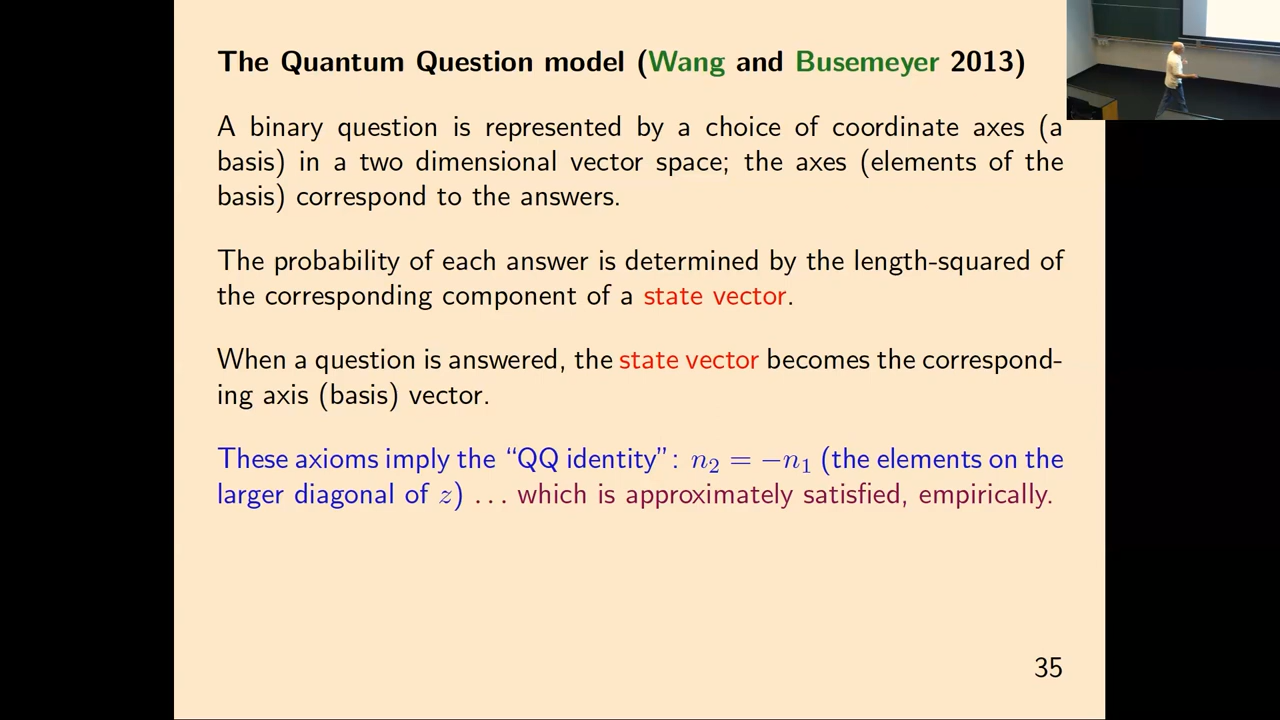 The Quantum Question model (Wang and Busemeyer 2013)
A binary question is represented by a choice of coordinate axes (a
basis) in a two dimensional vector space; the axes (elements of the
basis) correspond to the answers.
The probability of each answer is determined by the length-squared of
the corresponding component of a state vector.
When a question is answered, the state vector becomes the correspond-
ing axis (basis) vector.
These axioms imply the “QQ identity”: n₂ = −n₁ (the elements on the
larger diagonal of z) . . . which is approximately satisfied, empirically.
35